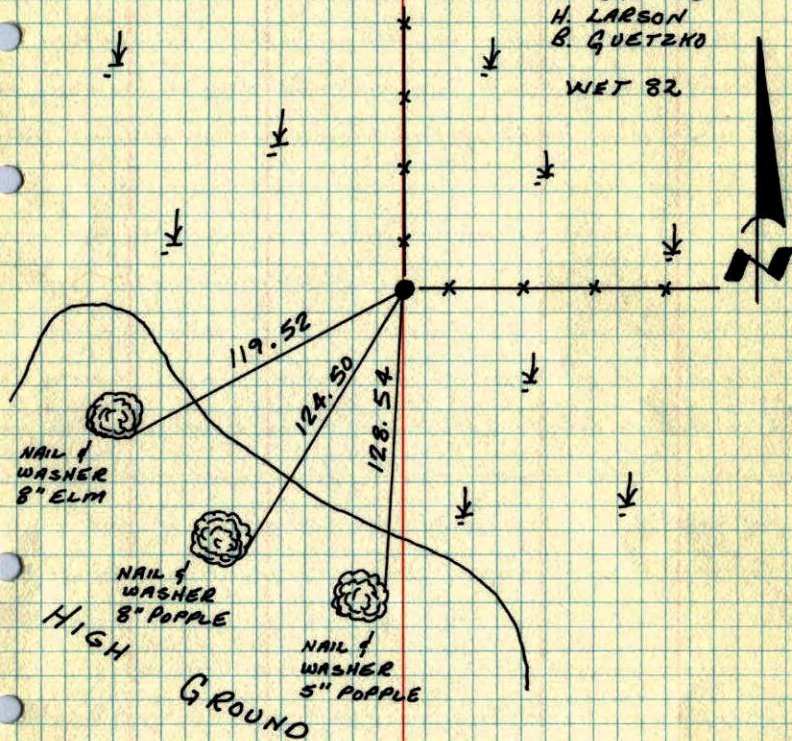 H. LARSON
B. GUETZKO
WET 82
N
119.52
124.50
128.54
NAIL &
WASHER
8" ELM
NAIL &
WASHER
8" POPPLE
NAIL &
WASHER
5" POPPLE
HIGH
GROUND